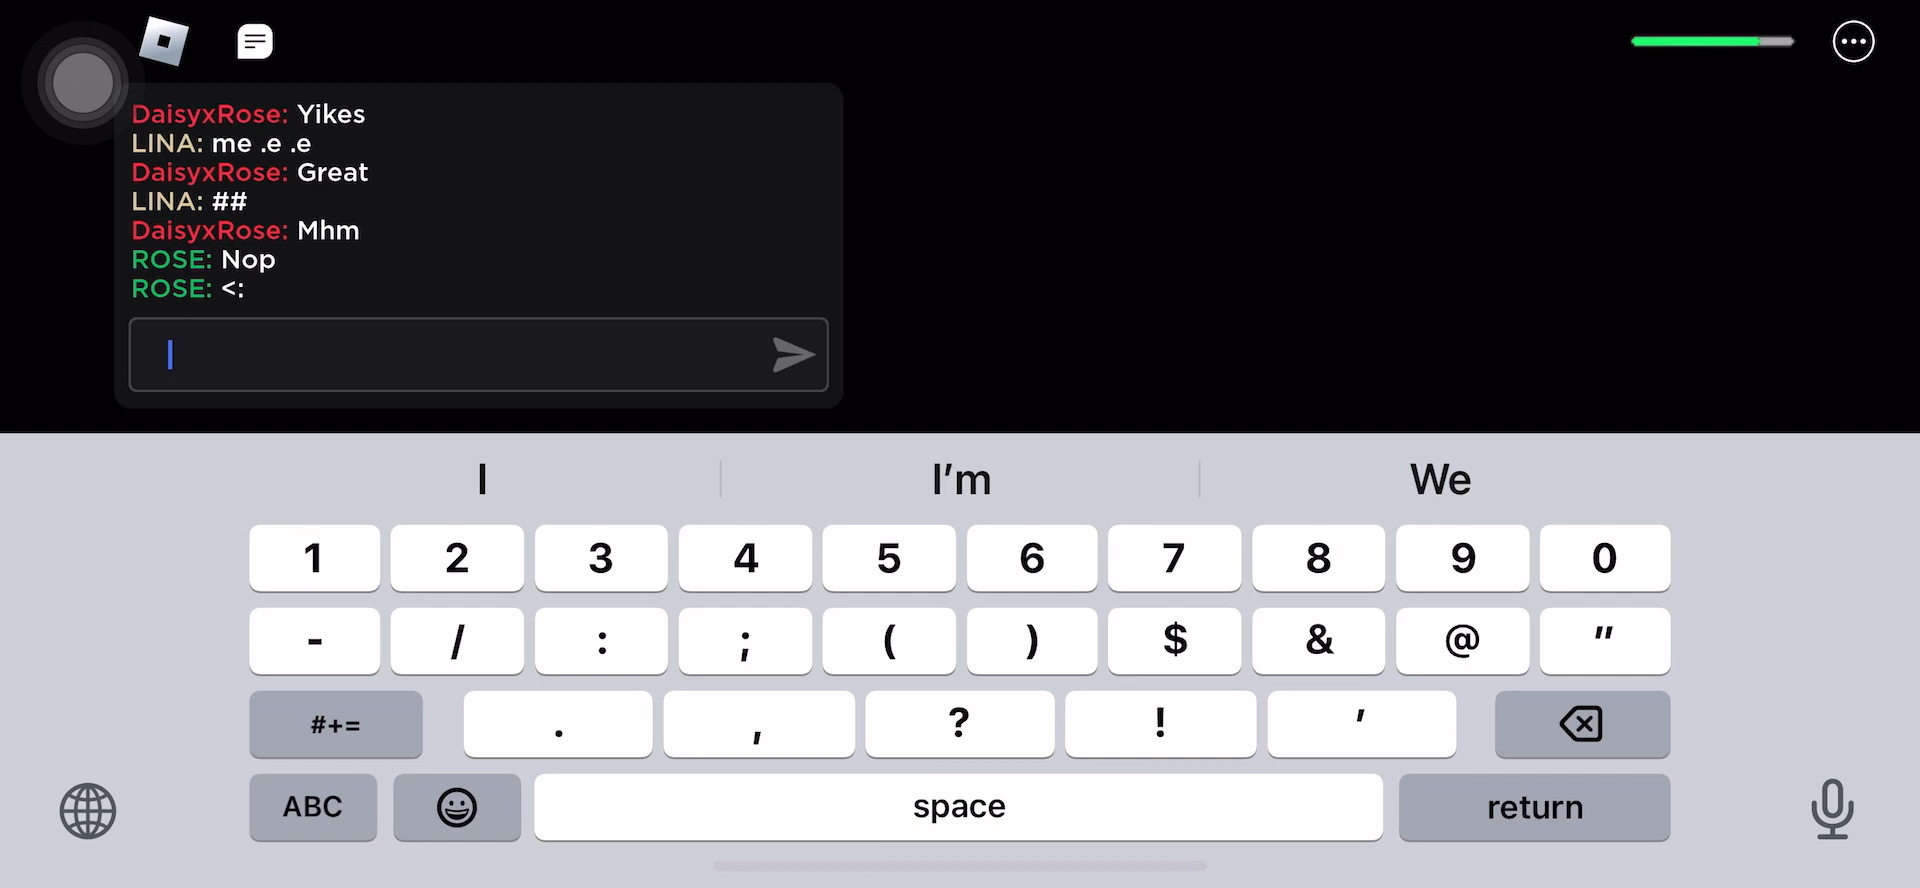 DaisyxRose: Yikes
LINA: me .e .e
DaisyxRose: Great
LINA: ##
DaisyxRose: Mhm
ROSE: Nop
ROSE: <:
I I’m We
1 2 3 4 5 6 7 8 9 0
- / : ; ( ) $ & @ "
#+= . , ? ! '
ABC space return